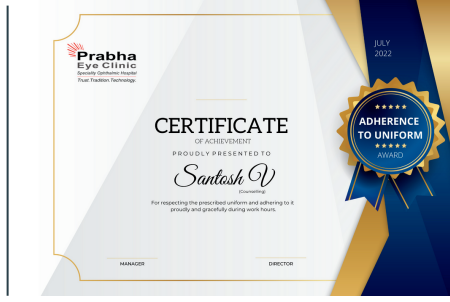 Prabha
Eye Clinic
Speciality Ophthalmic Hospital
Trust. Tradition. Technology.
JULY
2022
ADHERENCE
TO UNIFORM
AWARD
CERTIFICATE
OF ACHIEVEMENT
PROUDLY PRESENTED TO
Santosh V
(Counselling)
For respecting the prescribed uniform and adhering to it
proudly and gracefully during work hours.
MANAGER
DIRECTOR